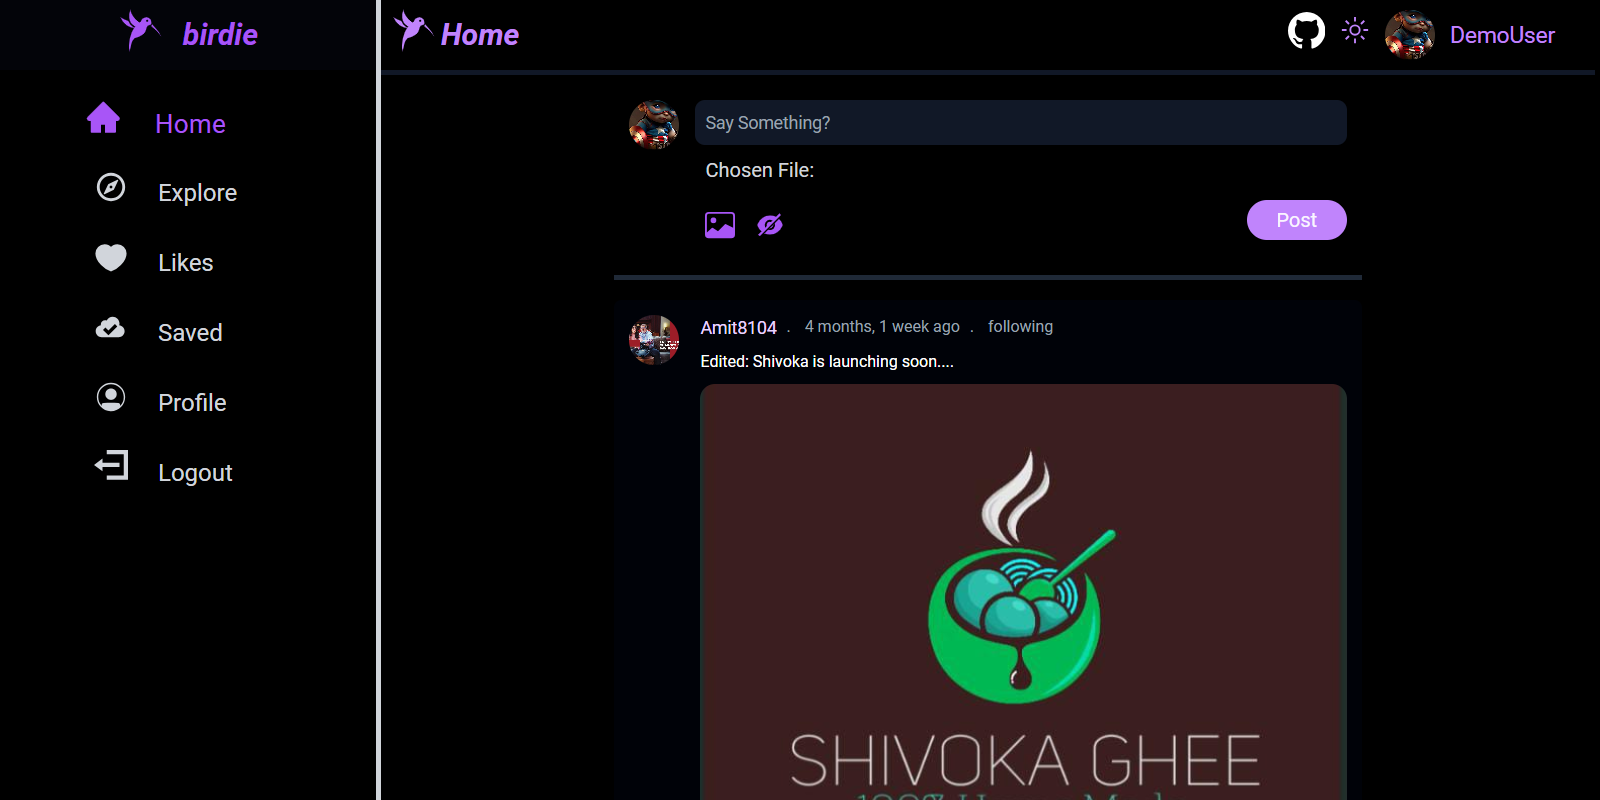 birdie
Home
Explore
Likes
Saved
Profile
Logout
Home
DemoUser
Say Something?
Chosen File:
Post
Amit8104 . 4 months, 1 week ago . following
Edited: Shivoka is launching soon....
SHIVOKA GHEE